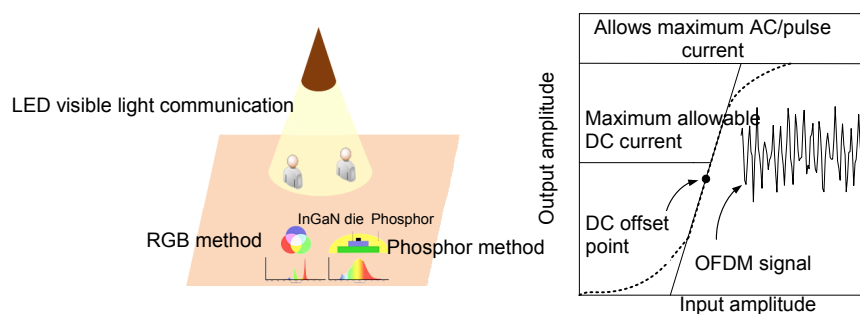 LED visible light communication
InGaN die
Phosphor
RGB method
Phosphor method
Allows maximum AC/pulse
current
Maximum allowable
DC current
DC offset
point
OFDM signal
Output amplitude
Input amplitude